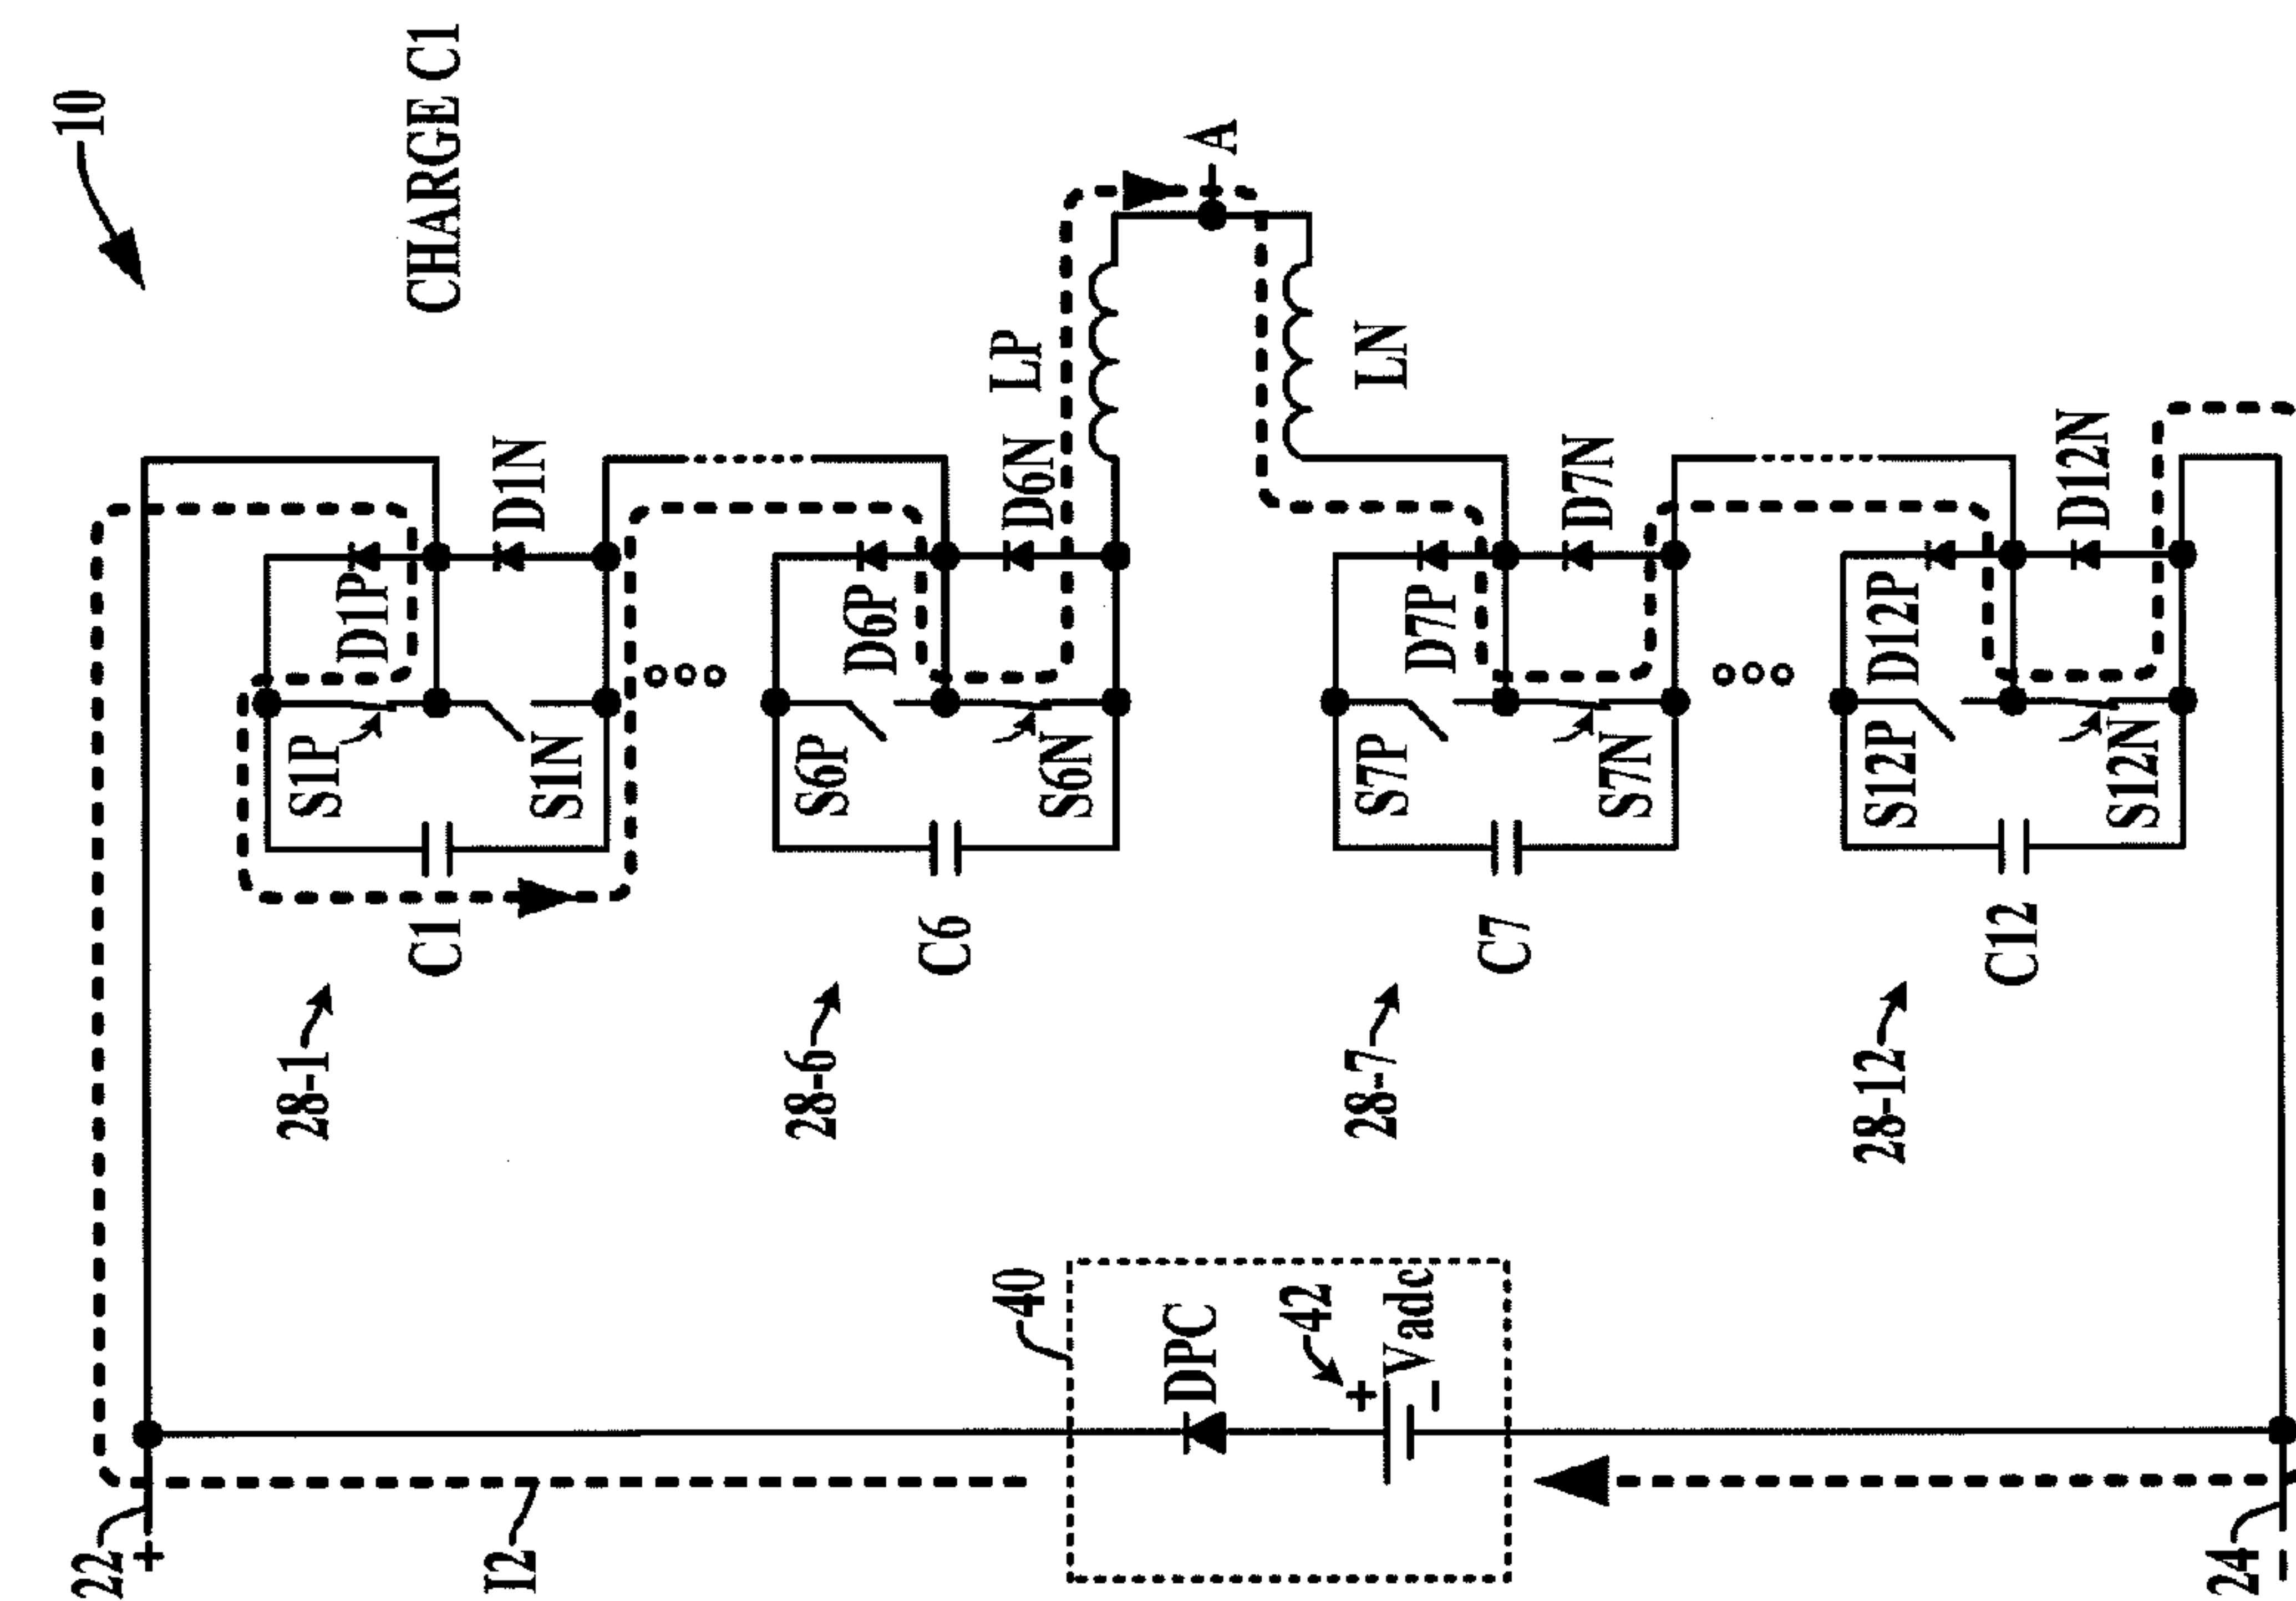 10
CHARGE C1
D1P
D1N
S1P
S1N
C1
28-1
D6P
D6N
S6P
S6N
C6
28-6
LP
A
LN
D7P
D7N
S7P
S7N
C7
28-7
D12P
D12N
S12P
S12N
C12
28-12
40
DPC
42
+
Vadc
−
22
+
I2
24
−